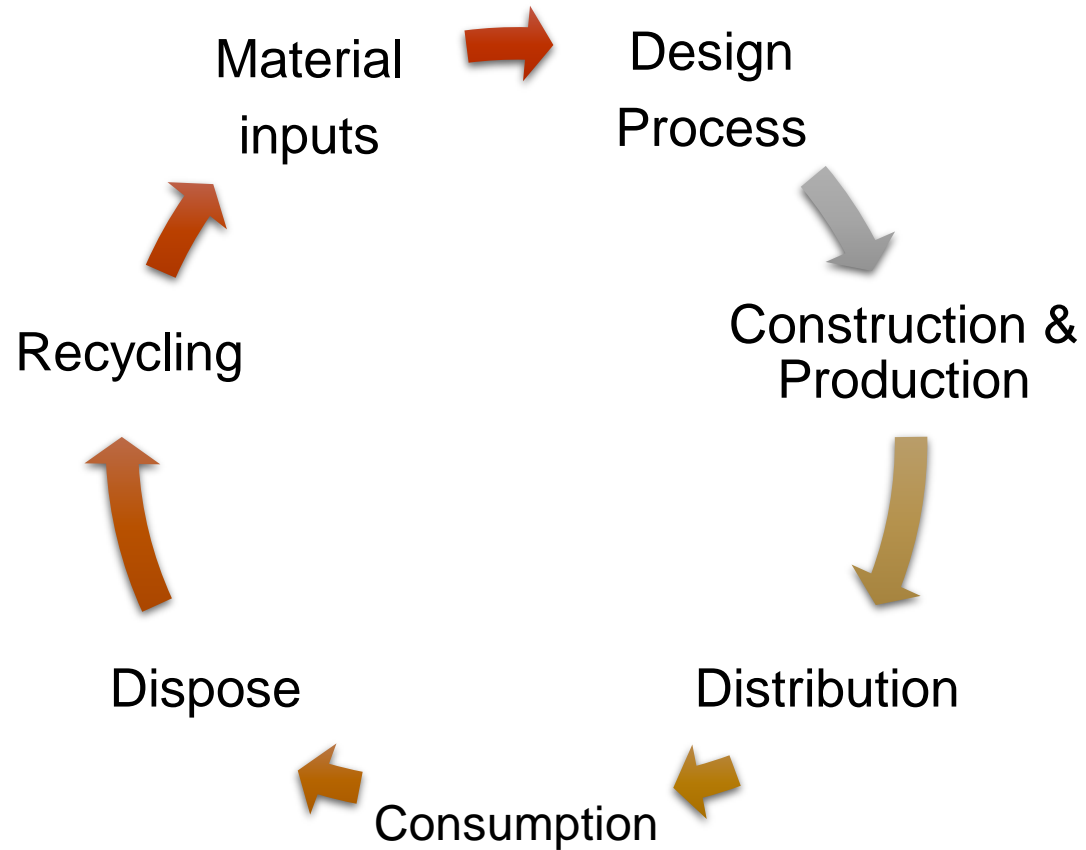 Material
inputs
Design
Process
Construction &
Production
Distribution
Consumption
Dispose
Recycling